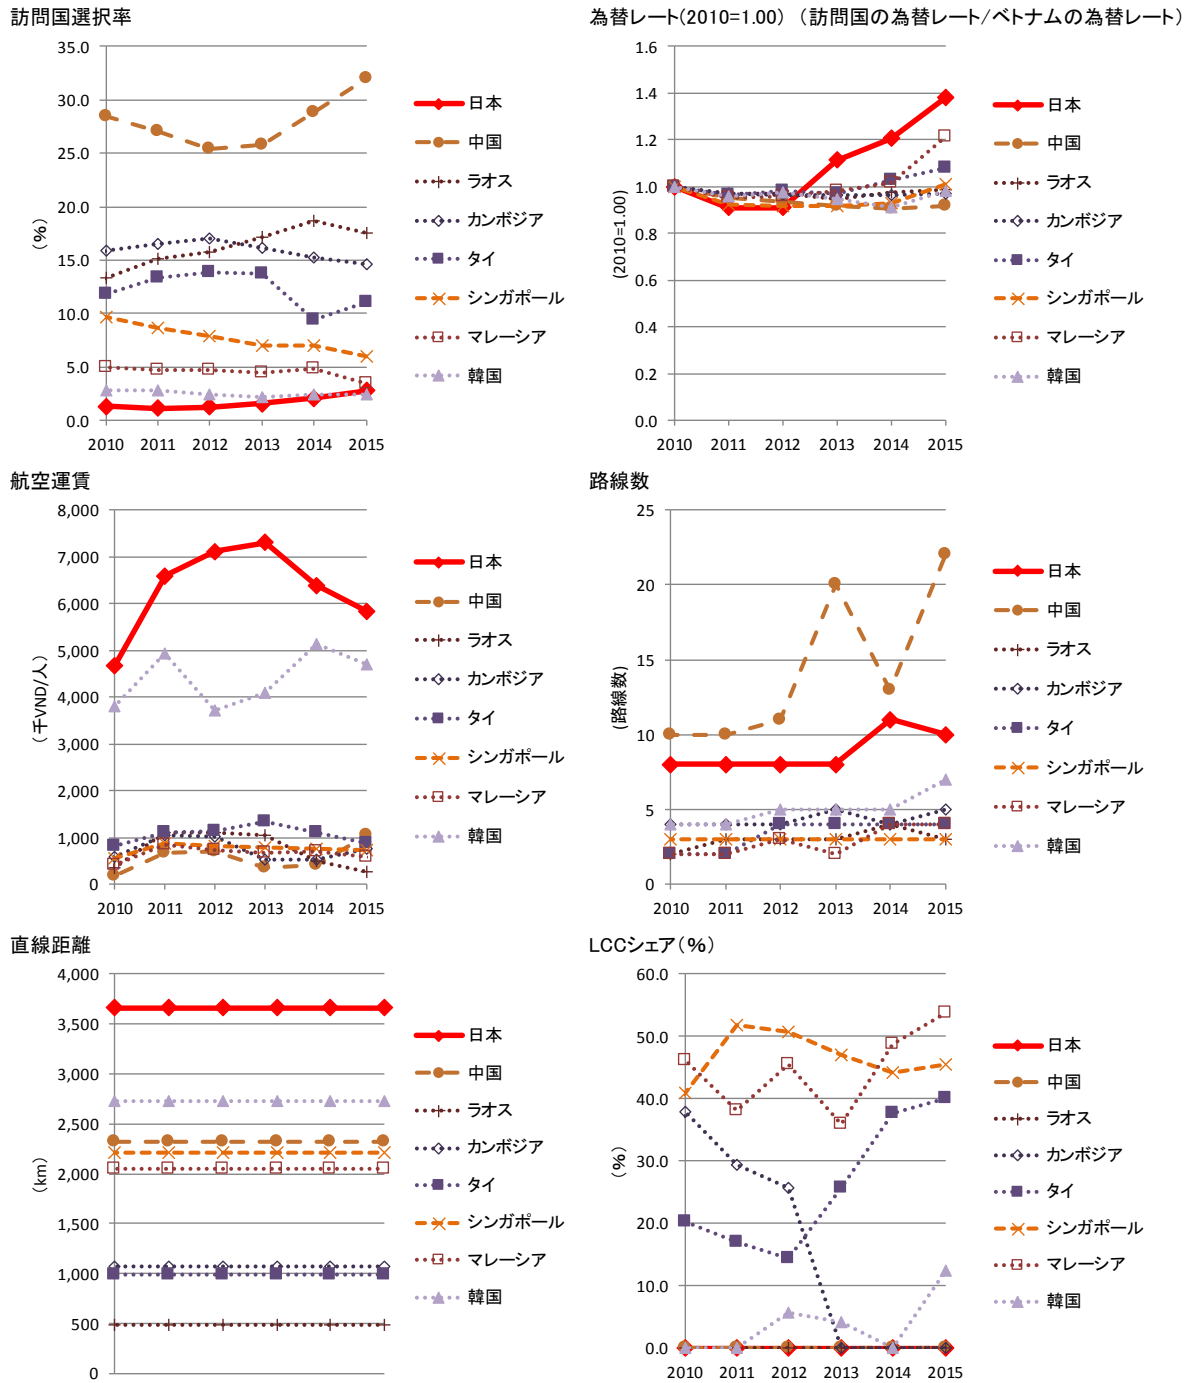 訪問国選択率
35.0
30.0
25.0
20.0
15.0
10.0
5.0
0.0
(%)
2010 2011 2012 2013 2014 2015
日本
中国
ラオス
カンボジア
タイ
シンガポール
マレーシア
韓国
為替レート(2010=1.00) （訪問国の為替レート/ベトナムの為替レート）
1.6
1.4
1.2
1.0
0.8
0.6
0.4
0.2
0.0
(2010=1.00)
2010 2011 2012 2013 2014 2015
日本
中国
ラオス
カンボジア
タイ
シンガポール
マレーシア
韓国
航空運賃
8,000
7,000
6,000
5,000
4,000
3,000
2,000
1,000
0
(千VND/人)
2010 2011 2012 2013 2014 2015
日本
中国
ラオス
カンボジア
タイ
シンガポール
マレーシア
韓国
路線数
25
20
15
10
5
0
(路線数)
2010 2011 2012 2013 2014 2015
日本
中国
ラオス
カンボジア
タイ
シンガポール
マレーシア
韓国
直線距離
4,000
3,500
3,000
2,500
2,000
1,500
1,000
500
0
(km)
日本
中国
ラオス
カンボジア
タイ
シンガポール
マレーシア
韓国
LCCシェア(%)
60.0
50.0
40.0
30.0
20.0
10.0
0.0
(%)
2010 2011 2012 2013 2014 2015
日本
中国
ラオス
カンボジア
タイ
シンガポール
マレーシア
韓国